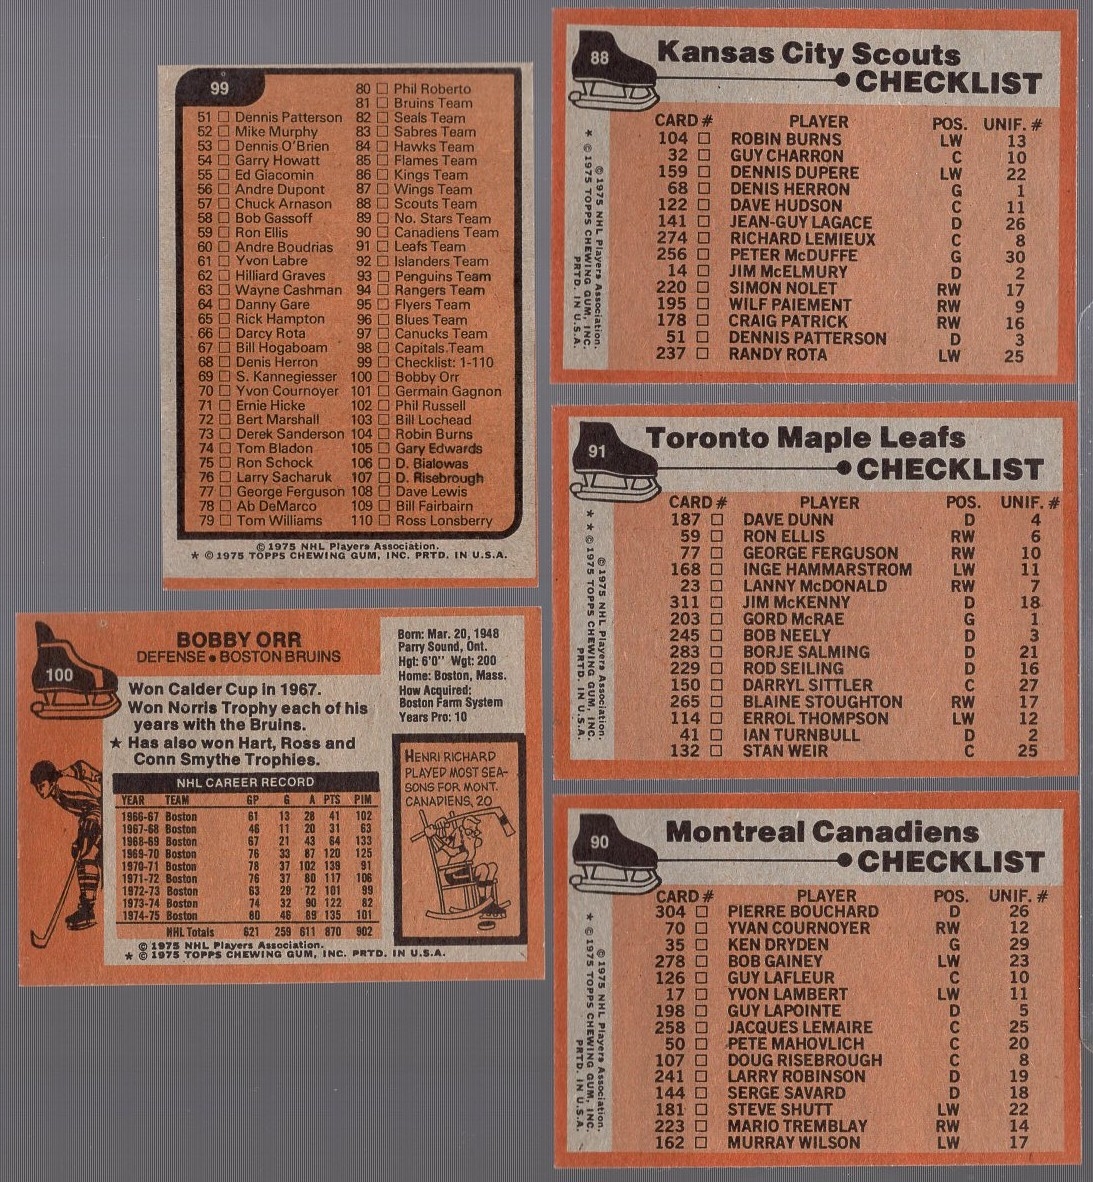 99
51 □ Dennis Patterson
52 □ Mike Murphy
53 □ Dennis O'Brien
54 □ Garry Howatt
55 □ Ed Giacomin
56 □ Andre Dupont
57 □ Chuck Arnason
58 □ Bob Gassoff
59 □ Ron Ellis
60 □ Andre Boudrias
61 □ Yvon Labre
62 □ Hilliard Graves
63 □ Wayne Cashman
64 □ Danny Gare
65 □ Rick Hampton
66 □ Darcy Rota
67 □ Bill Hogaboam
68 □ Denis Herron
69 □ S. Kannegiesser
70 □ Yvon Cournoyer
71 □ Ernie Hicke
72 □ Bert Marshall
73 □ Derek Sanderson
74 □ Tom Bladon
75 □ Ron Schock
76 □ Larry Sacharuk
77 □ George Ferguson
78 □ Ab DeMarco
79 □ Tom Williams
80 □ Phil Roberto
81 □ Bruins Team
82 □ Seals Team
83 □ Sabres Team
84 □ Hawks Team
85 □ Flames Team
86 □ Kings Team
87 □ Wings Team
88 □ Scouts Team
89 □ No. Stars Team
90 □ Canadiens Team
91 □ Leafs Team
92 □ Islanders Team
93 □ Penguins Team
94 □ Rangers Team
95 □ Flyers Team
96 □ Blues Team
97 □ Canucks Team
98 □ Capitals.Team
99 □ Checklist: 1-110
100 □ Bobby Orr
101 □ Germain Gagnon
102 □ Phil Russell
103 □ Bill Lochead
104 □ Robin Burns
105 □ Gary Edwards
106 □ D. Bialowas
107 □ D. Risebrough
108 □ Dave Lewis
109 □ Bill Fairbairn
110 □ Ross Lonsberry
© 1975 NHL Players Association.
★ © 1975 TOPPS CHEWING GUM, INC. PRTD. IN U.S.A.
100
BOBBY ORR
DEFENSE ● BOSTON BRUINS
Won Calder Cup in 1967.
Won Norris Trophy each of his
years with the Bruins.
★ Has also won Hart, Ross and
Conn Smythe Trophies.
Born: Mar. 20, 1948
Parry Sound, Ont.
Hgt: 6'0" Wgt: 200
Home: Boston, Mass.
How Acquired:
Boston Farm System
Years Pro: 10
NHL CAREER RECORD
YEAR TEAM GP G A PTS PIM
1966-67 Boston 61 13 28 41 102
1967-68 Boston 46 11 20 31 63
1968-69 Boston 67 21 43 64 133
1969-70 Boston 76 33 87 120 125
1970-71 Boston 78 37 102 139 91
1971-72 Boston 76 37 80 117 106
1972-73 Boston 63 29 72 101 99
1973-74 Boston 74 32 90 122 82
1974-75 Boston 80 46 89 135 101
NHL Totals 621 259 611 870 902
HENRI RICHARD
PLAYED MOST SEA-
SONS FOR MONT.
CANADIENS, 20
© 1975 NHL Players Association.
★ © 1975 TOPPS CHEWING GUM, INC. PRTD. IN U.S.A.
88
Kansas City Scouts
CHECKLIST
CARD # PLAYER POS. UNIF. #
104 □ ROBIN BURNS LW 13
32 □ GUY CHARRON C 10
159 □ DENNIS DUPERE LW 22
68 □ DENIS HERRON G 1
122 □ DAVE HUDSON C 11
141 □ JEAN-GUY LAGACE D 26
274 □ RICHARD LEMIEUX C 8
256 □ PETER McDUFFE G 30
14 □ JIM McELMURY D 2
220 □ SIMON NOLET RW 17
195 □ WILF PAIEMENT RW 9
178 □ CRAIG PATRICK RW 16
51 □ DENNIS PATTERSON D 3
237 □ RANDY ROTA LW 25
© 1975 NHL Players Association.
★ © 1975 TOPPS CHEWING GUM, INC.
PRTD. IN U.S.A.
91
Toronto Maple Leafs
CHECKLIST
CARD # PLAYER POS. UNIF. #
187 □ DAVE DUNN D 4
59 □ RON ELLIS RW 6
77 □ GEORGE FERGUSON RW 10
168 □ INGE HAMMARSTROM LW 11
23 □ LANNY McDONALD RW 7
311 □ JIM McKENNY D 18
203 □ GORD McRAE G 1
245 □ BOB NEELY D 3
283 □ BORJE SALMING D 21
229 □ ROD SEILING D 16
150 □ DARRYL SITTLER C 27
265 □ BLAINE STOUGHTON RW 17
114 □ ERROL THOMPSON LW 12
41 □ IAN TURNBULL D 2
132 □ STAN WEIR C 25
© 1975 NHL Players Association.
★ ★ © 1975 TOPPS CHEWING GUM, INC.
PRTD. IN U.S.A.
90
Montreal Canadiens
CHECKLIST
CARD # PLAYER POS. UNIF. #
304 □ PIERRE BOUCHARD D 26
70 □ YVAN COURNOYER RW 12
35 □ KEN DRYDEN G 29
278 □ BOB GAINEY LW 23
126 □ GUY LAFLEUR C 10
17 □ YVON LAMBERT LW 11
198 □ GUY LAPOINTE D 5
258 □ JACQUES LEMAIRE C 25
50 □ PETE MAHOVLICH C 20
107 □ DOUG RISEBROUGH C 8
241 □ LARRY ROBINSON D 19
144 □ SERGE SAVARD D 18
181 □ STEVE SHUTT LW 22
223 □ MARIO TREMBLAY RW 14
162 □ MURRAY WILSON LW 17
© 1975 NHL Players Association.
★ © 1975 TOPPS CHEWING GUM, INC.
PRTD. IN U.S.A.